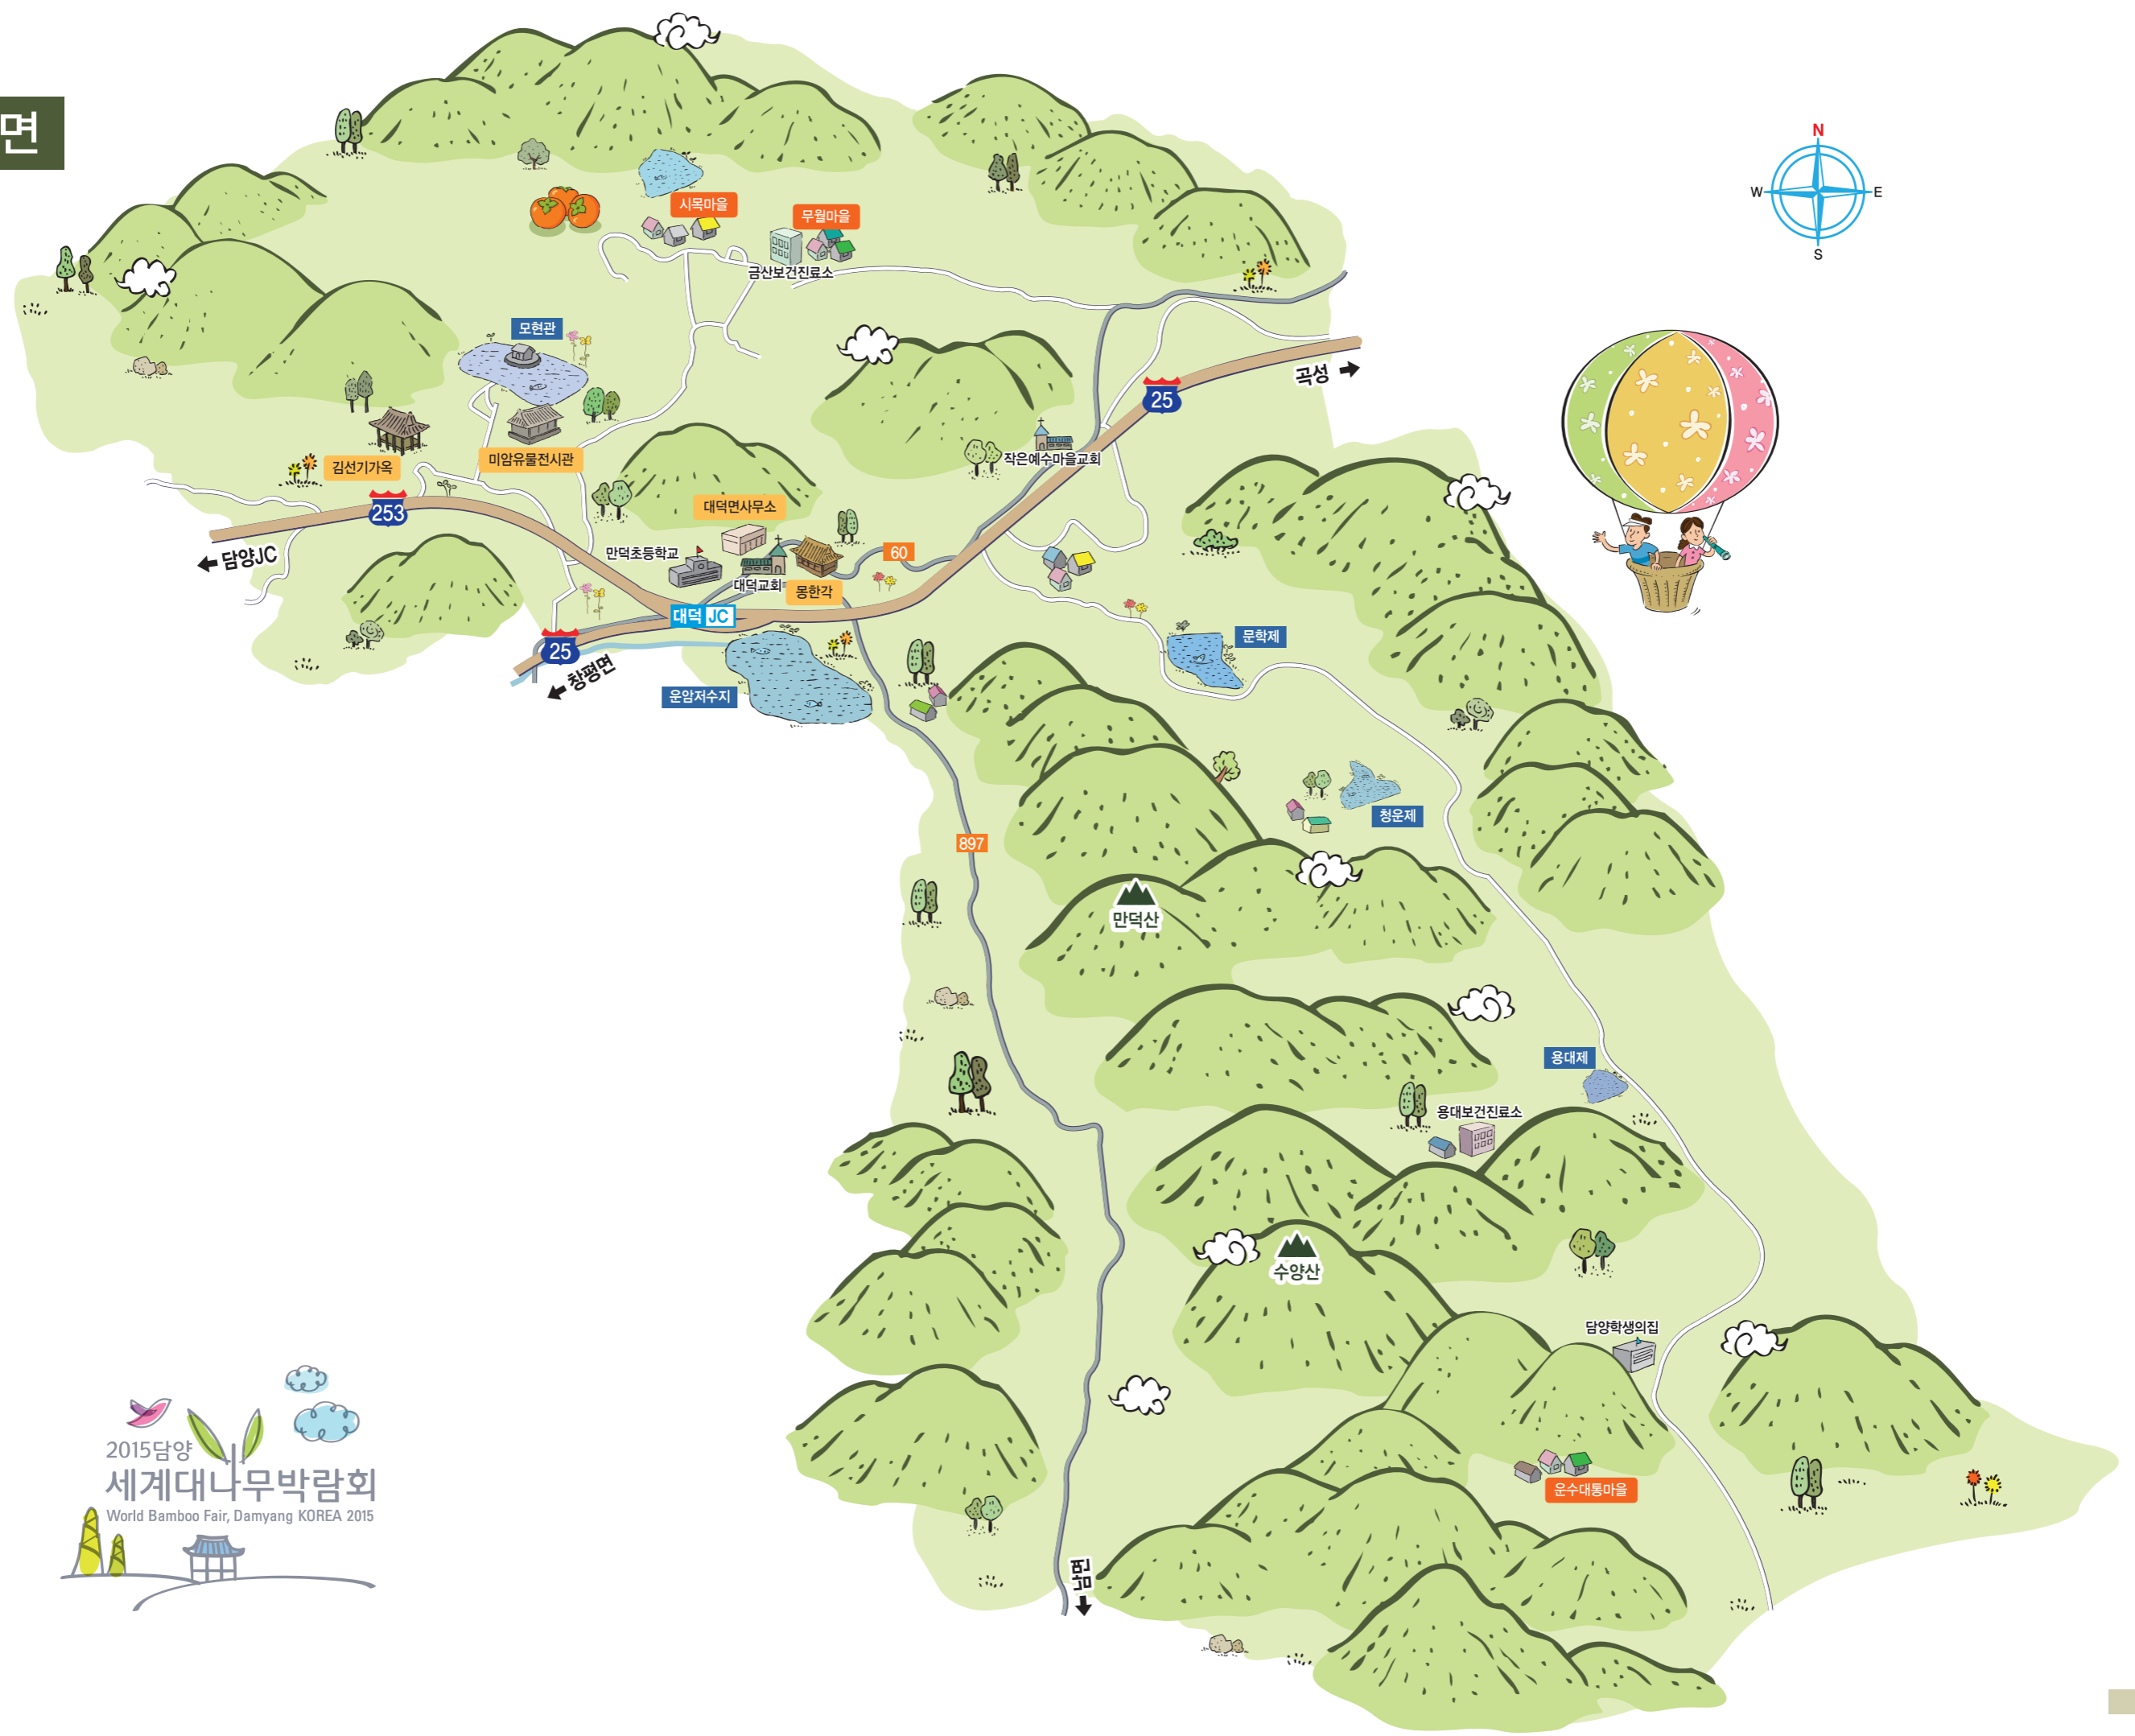 면
N
W
E
S
시목마을
무월마을
금산보건진료소
모현관
곡성
25
작은예수마을교회
김선기가옥
미암유물전시관
대덕면사무소
253
담양JC
만덕초등학교
60
대덕교회
몽한각
대덕 JC
25
창평면
문학제
운암저수지
청운제
897
만덕산
용대제
용대보건진료소
수양산
담양학생의집
운수대통마을
남면
2015담양
세계대나무박람회
World Bamboo Fair, Damyang KOREA 2015